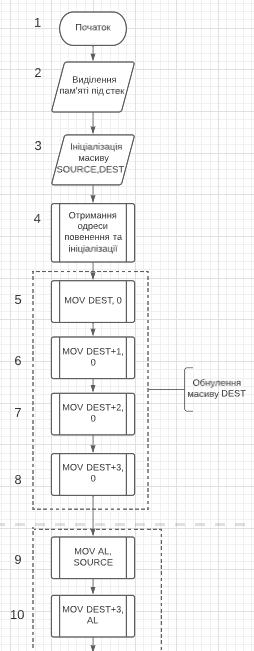 1
Початок
2
Виділення
пам'яті під стек
3
Ініціалізація
масиву
SOURCE,DEST
4
Отримання
одреси
повенення та
ініціалізації
5
MOV DEST, 0
6
MOV DEST+1,
0
7
MOV DEST+2,
0
8
MOV DEST+3,
0
Обнулення
масиву DEST
9
MOV AL,
SOURCE
10
MOV DEST+3,
AL